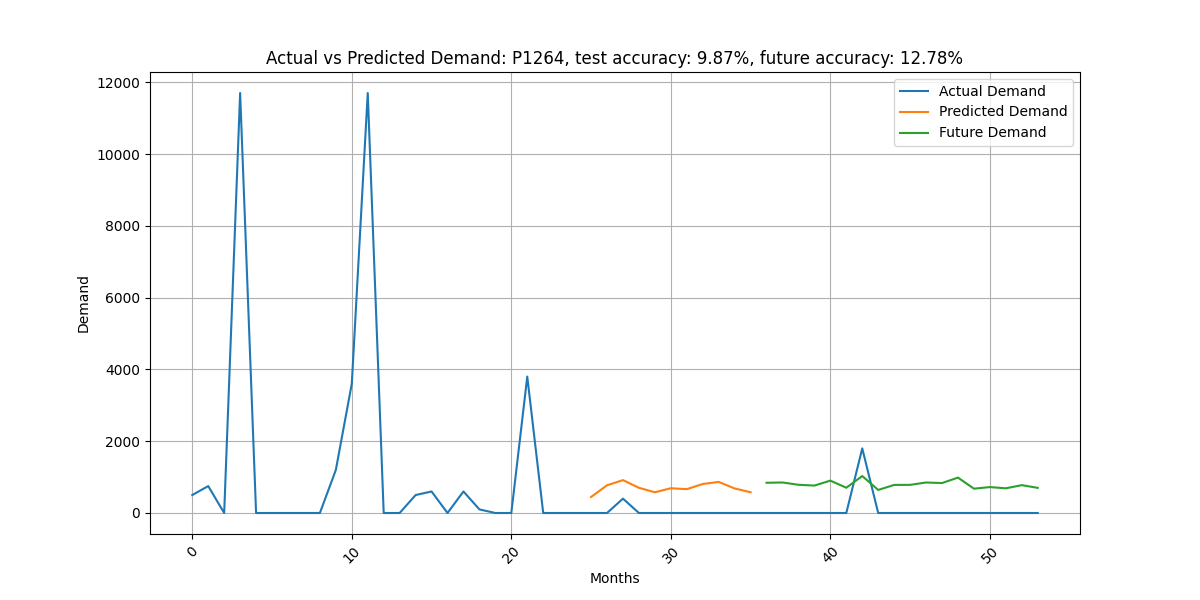 Actual vs Predicted Demand: P1264, test accuracy: 9.87%, future accuracy: 12.78%
Actual Demand
Predicted Demand
Future Demand
12000
10000
8000
6000
4000
2000
0
Demand
0
10
20
30
40
50
Months